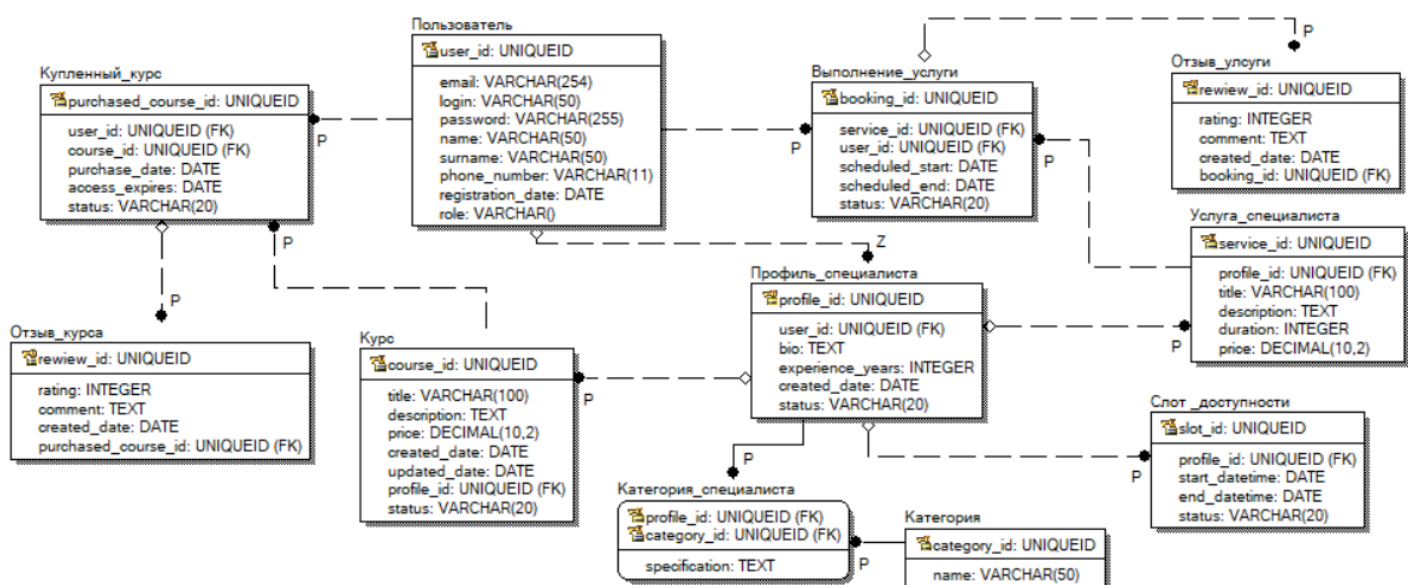 Пользователь
user_id: UNIQUEID
email: VARCHAR(254)
login: VARCHAR(50)
password: VARCHAR(255)
name: VARCHAR(50)
surname: VARCHAR(50)
phone_number: VARCHAR(11)
registration_date: DATE
role: VARCHAR()
Купленный_курс
purchased_course_id: UNIQUEID
user_id: UNIQUEID (FK)
course_id: UNIQUEID (FK)
purchase_date: DATE
access_expires: DATE
status: VARCHAR(20)
P
P
P
Выполнение_услуги
booking_id: UNIQUEID
service_id: UNIQUEID (FK)
user_id: UNIQUEID (FK)
scheduled_start: DATE
scheduled_end: DATE
status: VARCHAR(20)
P
P
P
Отзыв_улсуги
rewiew_id: UNIQUEID
rating: INTEGER
comment: TEXT
created_date: DATE
booking_id: UNIQUEID (FK)
Услуга_специалиста
service_id: UNIQUEID
profile_id: UNIQUEID (FK)
title: VARCHAR(100)
description: TEXT
duration: INTEGER
price: DECIMAL(10,2)
P
Z
Профиль_специалиста
profile_id: UNIQUEID
user_id: UNIQUEID (FK)
bio: TEXT
experience_years: INTEGER
created_date: DATE
status: VARCHAR(20)
Отзыв_курса
rewiew_id: UNIQUEID
rating: INTEGER
comment: TEXT
created_date: DATE
purchased_course_id: UNIQUEID (FK)
Курс
course_id: UNIQUEID
title: VARCHAR(100)
description: TEXT
price: DECIMAL(10,2)
created_date: DATE
updated_date: DATE
profile_id: UNIQUEID (FK)
status: VARCHAR(20)
P
Слот _доступности
slot_id: UNIQUEID
profile_id: UNIQUEID (FK)
start_datetime: DATE
end_datetime: DATE
status: VARCHAR(20)
P
P
Категория_специалиста
profile_id: UNIQUEID (FK)
category_id: UNIQUEID (FK)
specification: TEXT
P
Категория
category_id: UNIQUEID
name: VARCHAR(50)